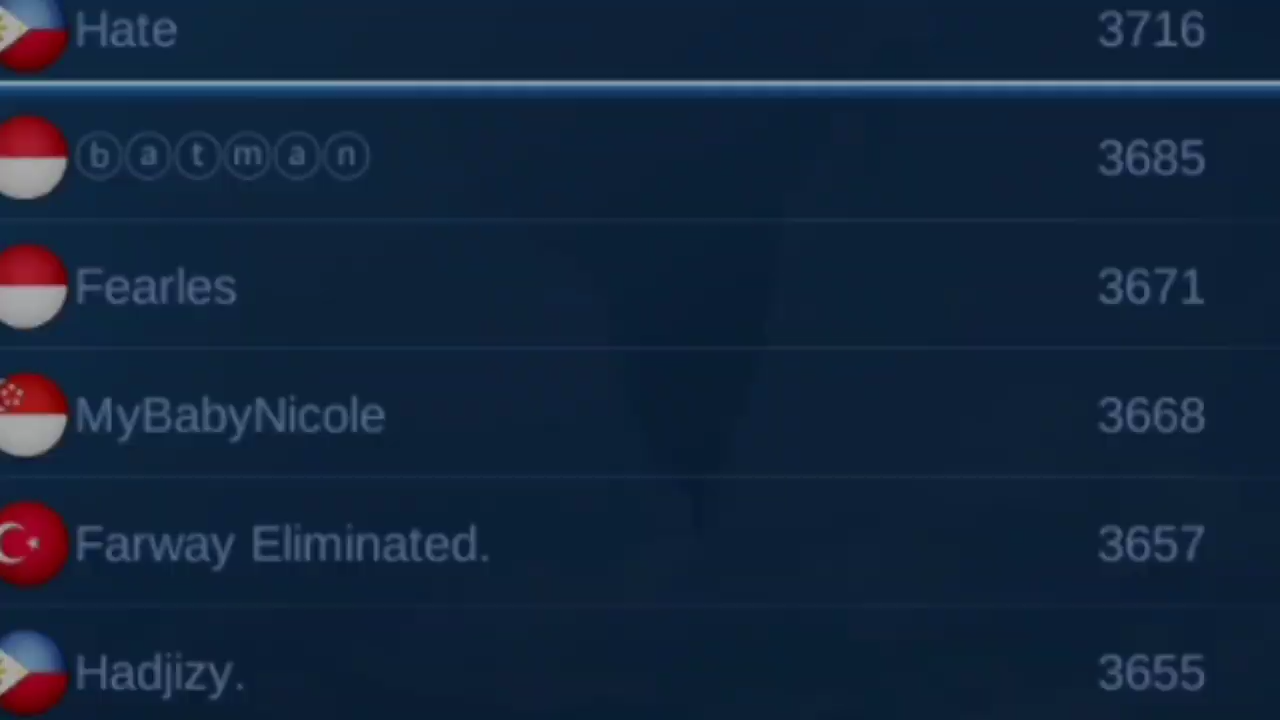 Hate 3716
ⓑⓐⓣⓜⓐⓝ 3685
Fearles 3671
MyBabyNicole 3668
Farway Eliminated. 3657
Hadjizy. 3655